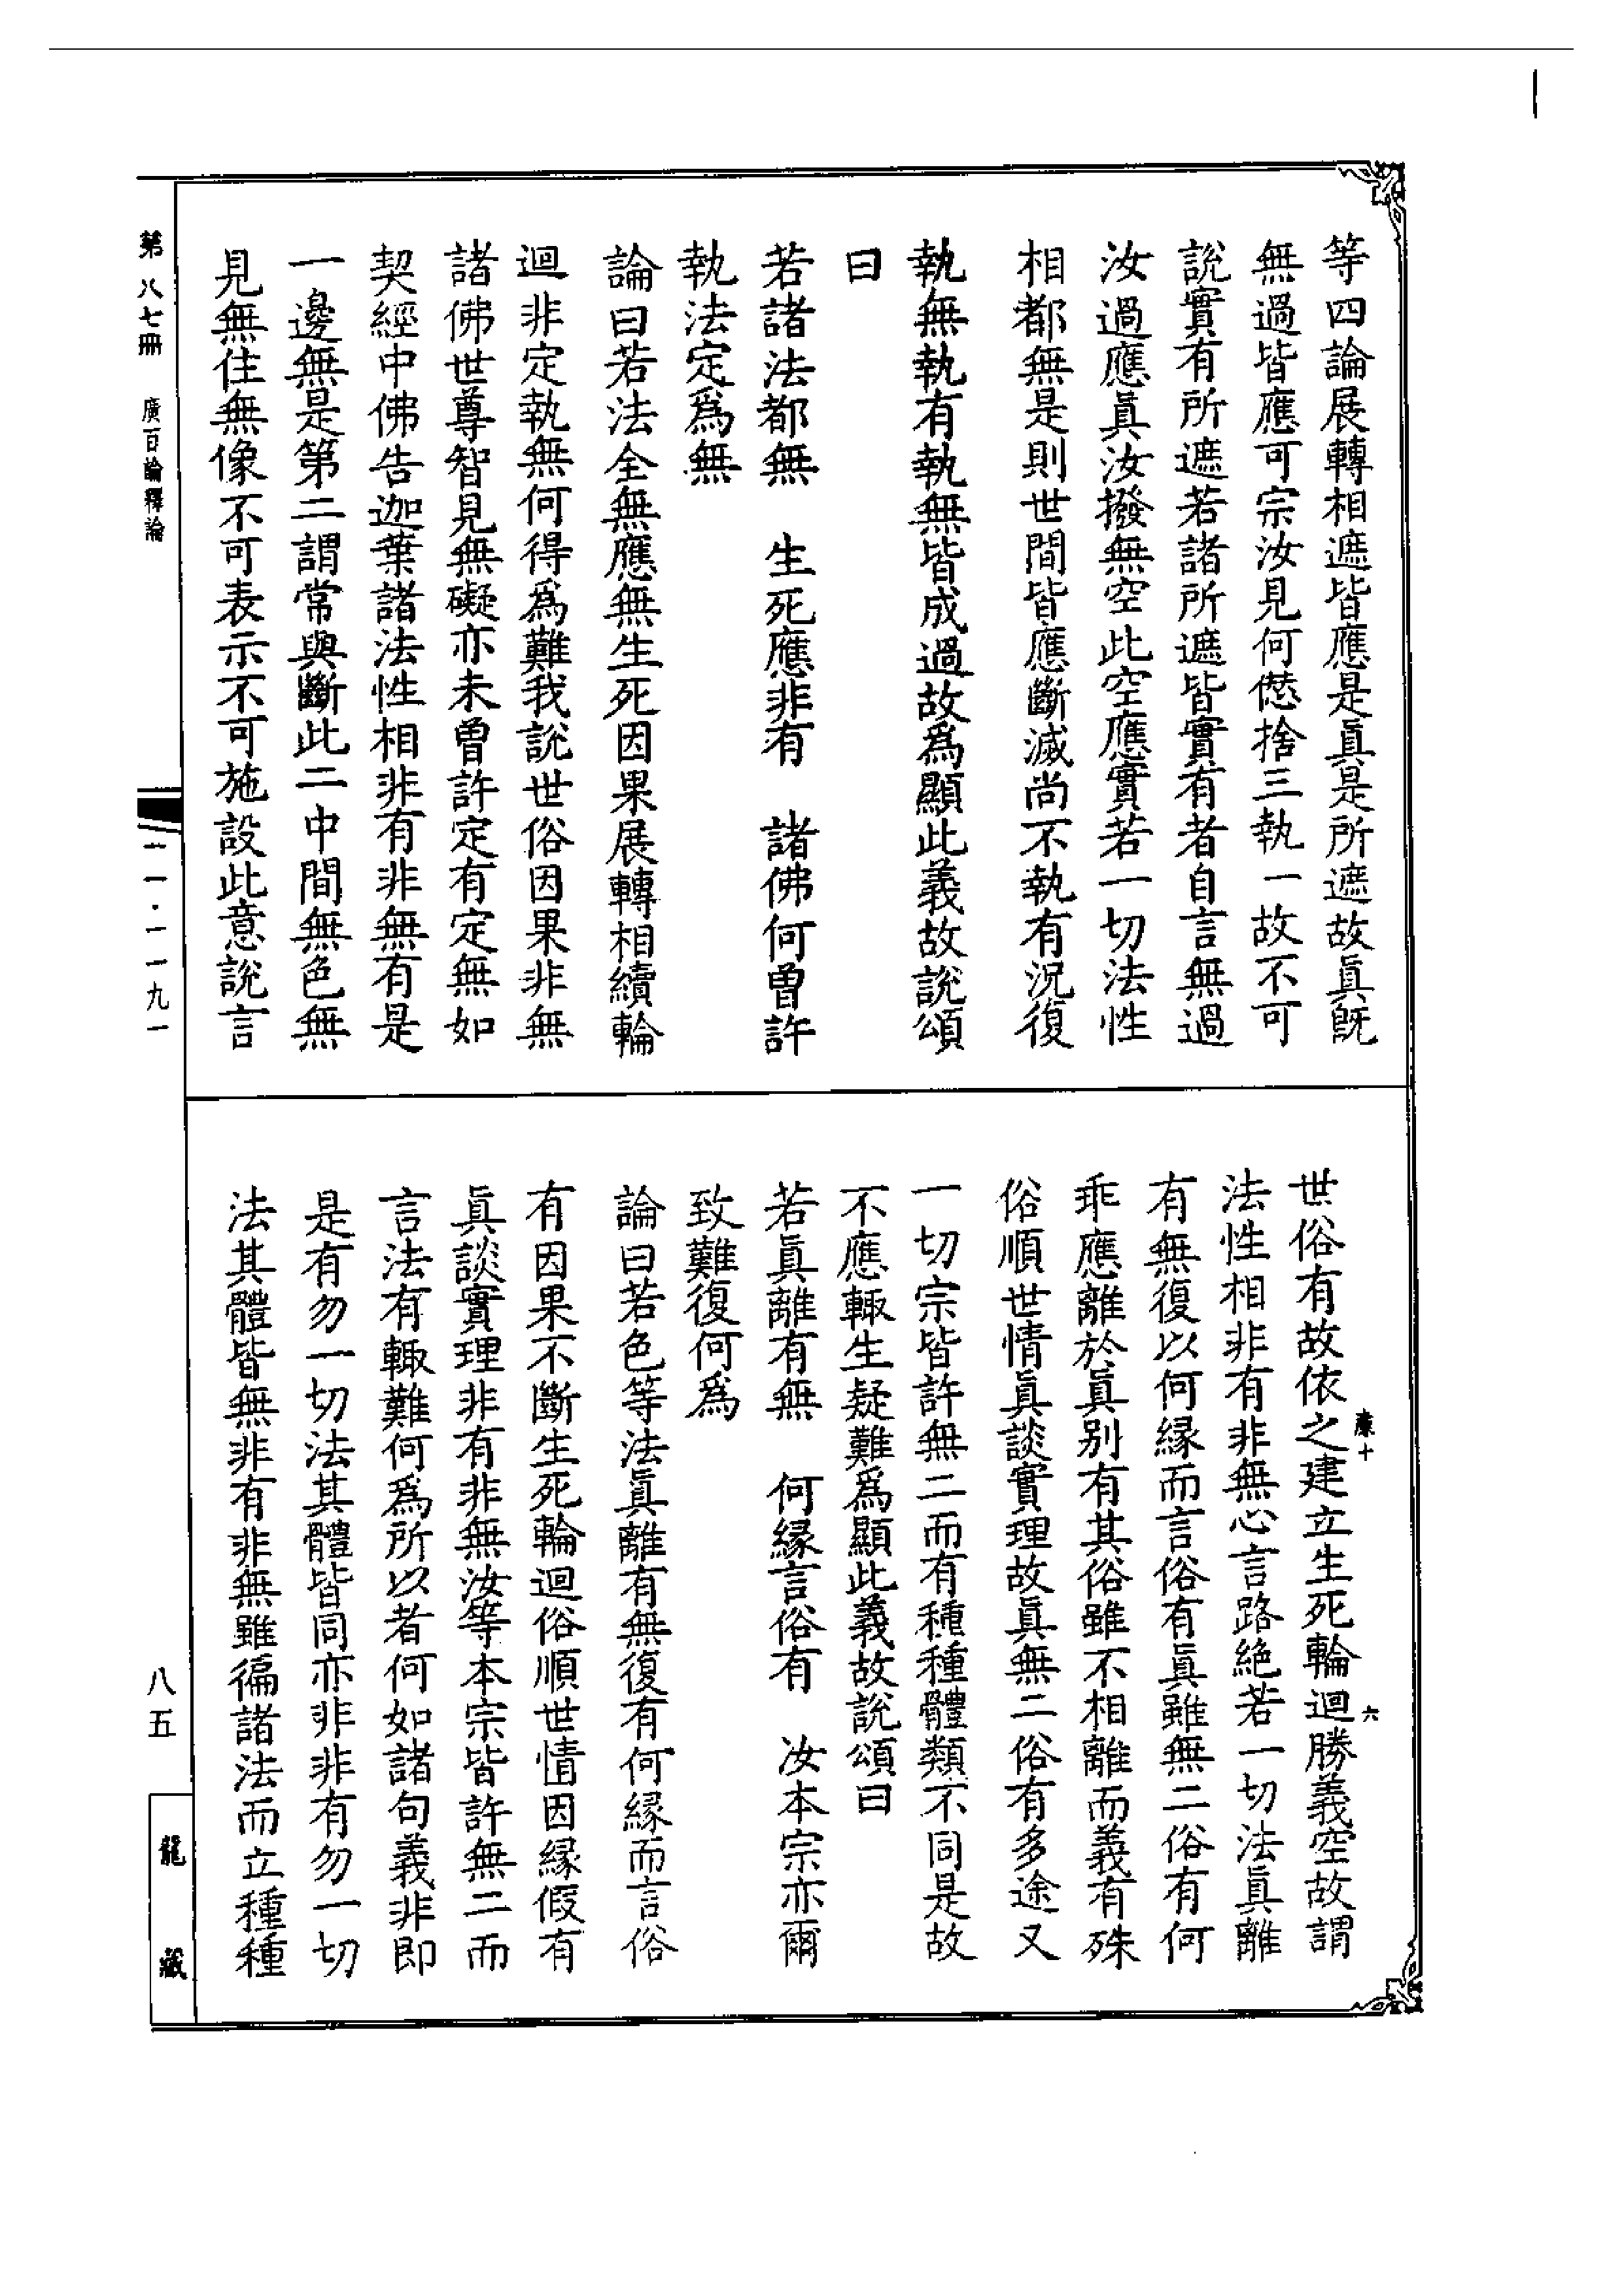 等四論展轉相遮皆應是眞是所遮故眞既
無過皆應可宗汝見何僽捨三執一故不可
說實有所遮若諸所遮皆實有者自言無過
汝過應眞汝撥無空此空應實若一切法性
相都無是則世間皆應斷滅尚不執有況復
執無執有執無皆成過故爲顯此義故說頌
曰
若諸法都無　生死應非有　諸佛何曾許
執法定爲無
論曰若法全無應無生死因果展轉相續輪
迴非定執無何得爲難我說世俗因果非無
諸佛世尊智見無礙亦未曾許定有定無如
契經中佛告迦葉諸法性相非有非無有是
一邊無是第二謂常與斷此二中間無色無
見無住無像不可表示不可施設此意說言
世俗有故依之建立生死輪迴勝義空故謂
法性相非有非無心言路絶若一切法眞離
有無復以何緣而言俗有眞雖無二俗有何
乖應離於眞別有其俗雖不相離而義有殊
俗順世情眞談實理故眞無二俗有多途又
一切宗皆許無二而有種種體類不同是故
不應輙生疑難爲顯此義故說頌曰
若眞離有無　何緣言俗有　汝本宗亦爾
致難復何爲
論曰若色等法眞離有無復有何緣而言俗
有因果不斷生死輪迴俗順世情因緣假有
眞談實理非有非無汝等本宗皆許無二而
言法有輙難何爲所以者何如諸句義非即
是有勿一切法其體皆同亦非非有勿一切
法其體皆無非有非無雖徧諸法而立種種
廉十
六
第八七冊　廣百論釋論
一一·一一九一
八五
龍藏